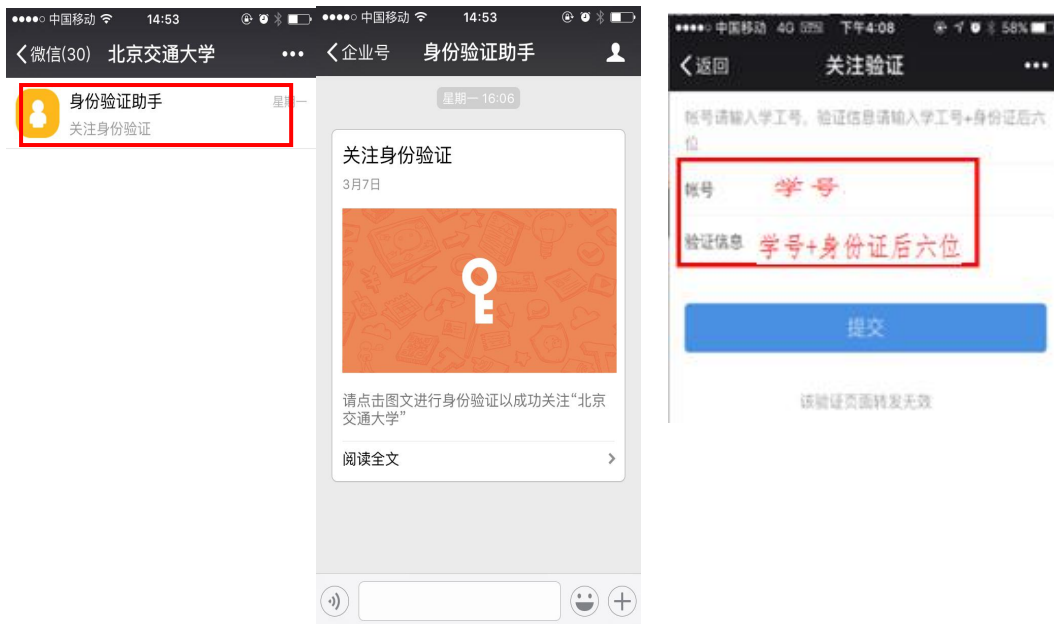 中国移动 14:53
微信(30) 北京交通大学
身份验证助手
星期一
关注身份验证
中国移动 14:53
企业号 身份验证助手
星期一 16:06
关注身份验证
3月7日
请点击图文进行身份验证以成功关注“北京
交通大学”
阅读全文
中国移动 4G 下午4:08 58%
返回 关注验证
帐号请输入学工号，验证信息请输入学工号+身份证后六
位
帐号 学号
验证信息 学号+身份证后六位
提交
该验证页面转发无效